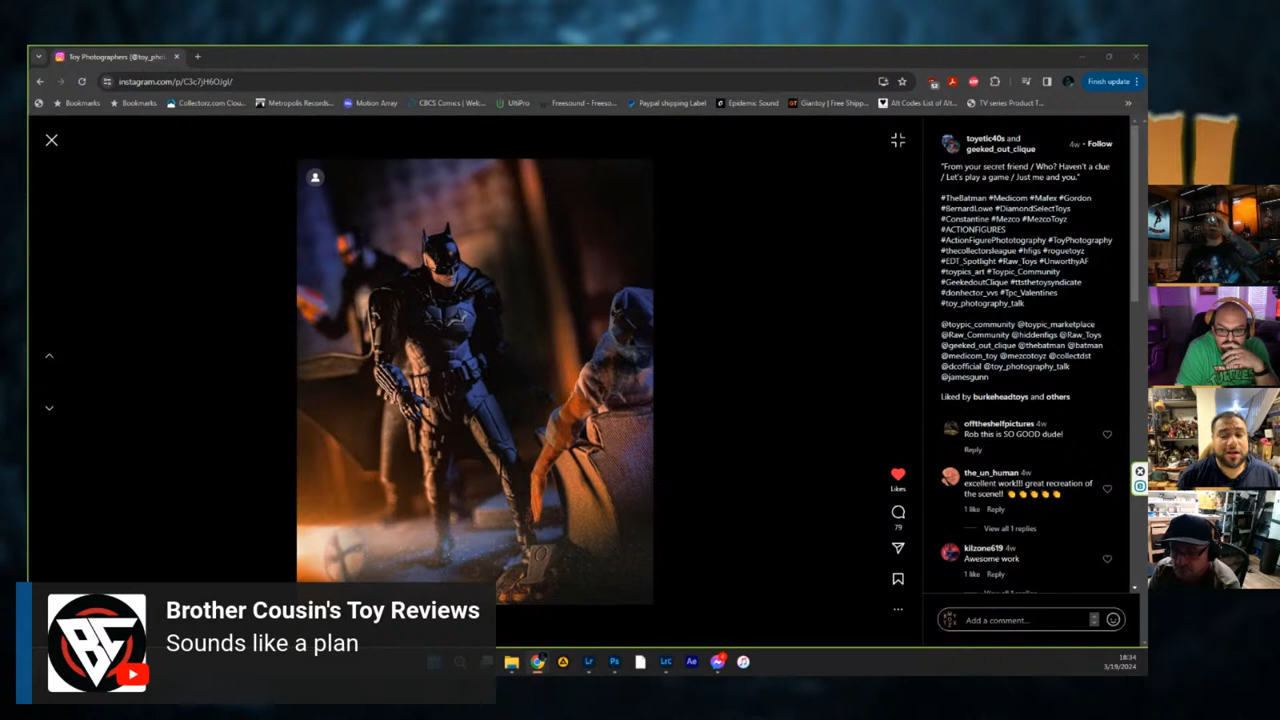 Toy Photographers (@toy_pho
instagram.com/p/C3c7jH6OJgl/
Finish update
Bookmarks
Bookmarks
Collectorz.com Clou...
Metropolis Records...
Motion Array
CBCS Comics | Welc...
UltiPro
Freesound - Freeso...
Paypal shipping Label
Epidemic Sound
Giantoy | Free Shipp...
Alt Codes List of Alt...
TV series Product T...
toyetic40s and
geeked_out_clique
4w • Follow
"From your secret friend / Who? Haven't a clue
/ Let's play a game / Just me and you."
#TheBatman #Medicom #Mafex #Gordon
#BernardLowe #DiamondSelectToys
#Constantine #Mezco #MezcoToyz
#ACTIONFIGURES
#ActionFigurePhototography #ToyPhotography
#thecollectorsleague #hfigs #roguetoyz
#EDT_Spotlight #Raw_Toys #UnworthyAF
#toypics_art #Toypic_Community
#GeekedoutClique #ttsthetoysyndicate
#donhector_vvs #Tpc_Valentines
#toy_photography_talk
@toypic_community @toypic_marketplace
@Raw_Community @hiddenfigs @Raw_Toys
@geeked_out_clique @thebatman @batman
@medicom_toy @mezcotoyz @collectdst
@dcofficial @toy_photography_talk
@jamesgunn
Liked by burkeheadtoys and others
offtheshelfpictures 4w
Rob this is SO GOOD dude!
Reply
the_un_human 4w
excellent work!!! great recreation of
the scene!! 👏👏👏👏👏
1 like Reply
View all 1 replies
kilzone619 4w
Awesome work
1 like Reply
Likes
79
Add a comment...
TURTLES
Brother Cousin's Toy Reviews
Sounds like a plan
Lr
Ps
LrC
Ae
18:34
3/19/2024